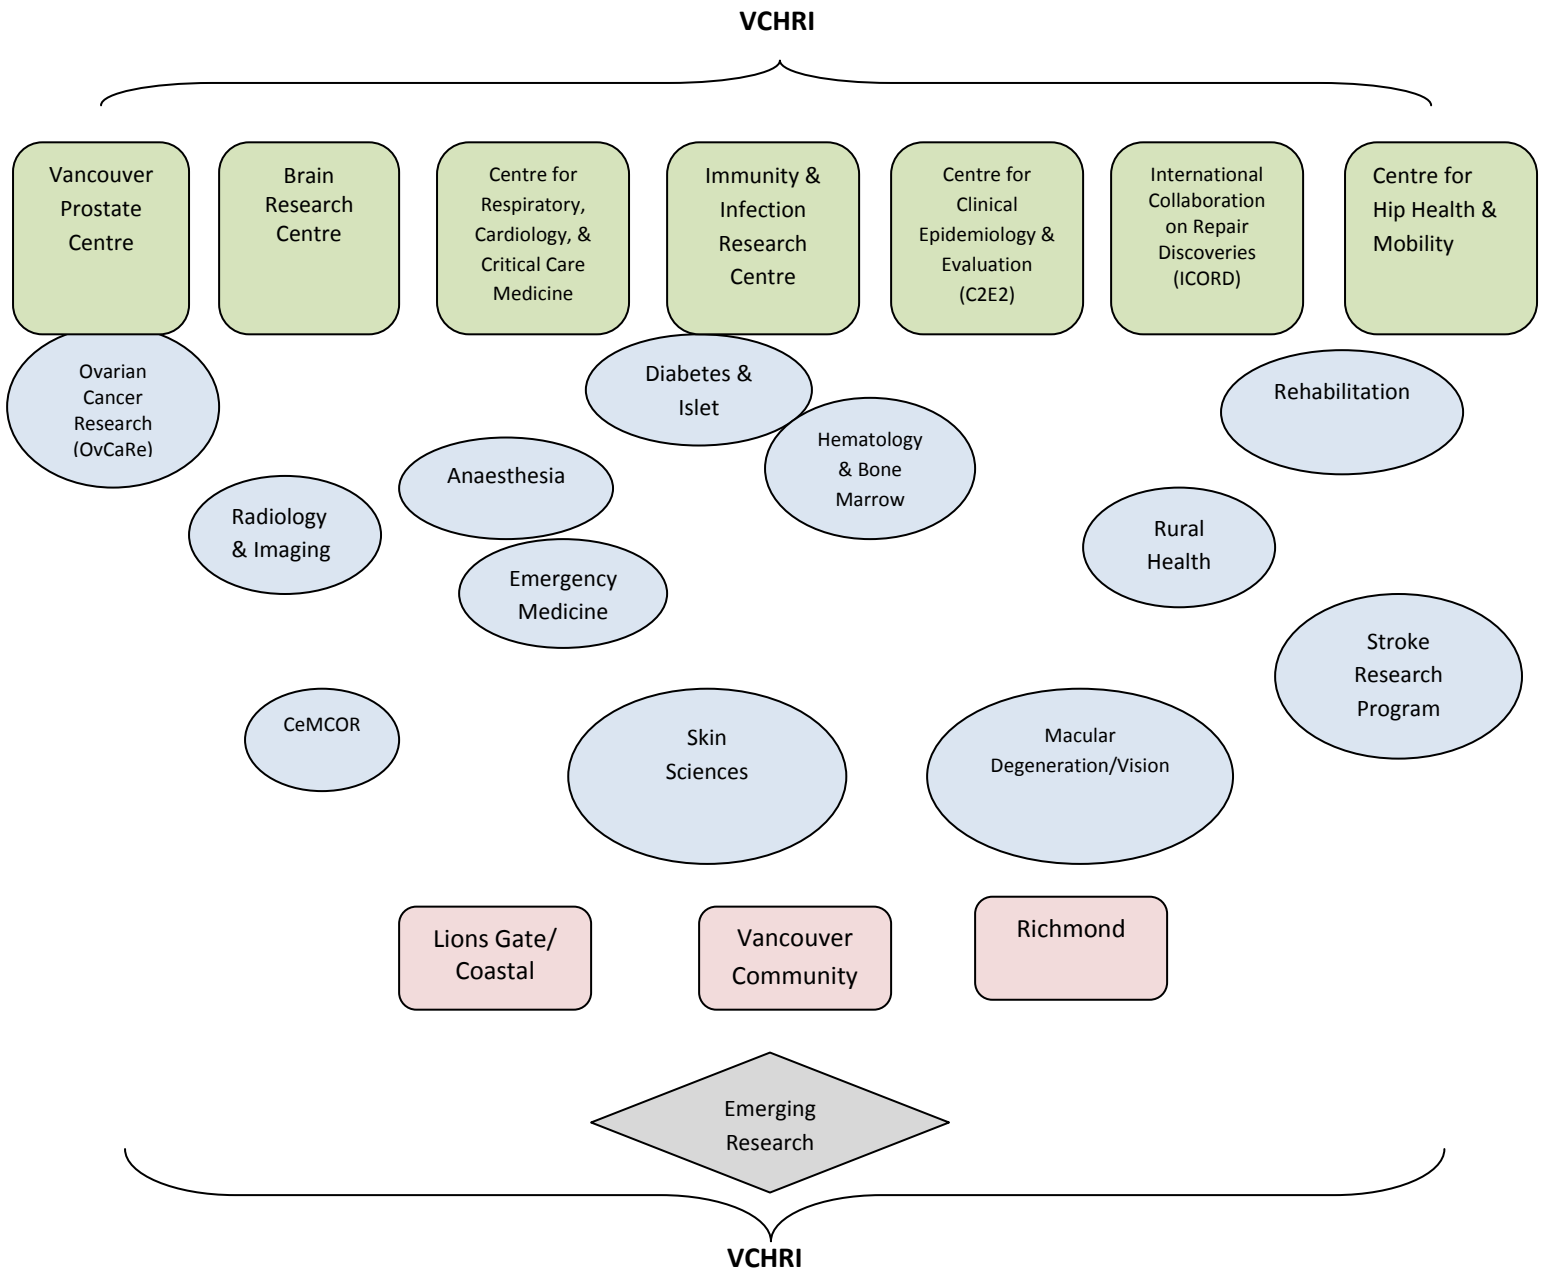 VCHRI
Vancouver
Prostate
Centre
Brain
Research
Centre
Centre for
Respiratory,
Cardiology, &
Critical Care
Medicine
Immunity &
Infection
Research
Centre
Centre for
Clinical
Epidemiology &
Evaluation
(C2E2)
International
Collaboration
on Repair
Discoveries
(ICORD)
Centre for
Hip Health &
Mobility
Ovarian
Cancer
Research
(OvCaRe)
Diabetes &
Islet
Rehabilitation
Hematology
& Bone
Marrow
Anaesthesia
Radiology
& Imaging
Rural
Health
Emergency
Medicine
Stroke
Research
Program
CeMCOR
Skin
Sciences
Macular
Degeneration/Vision
Lions Gate/
Coastal
Vancouver
Community
Richmond
Emerging
Research
VCHRI